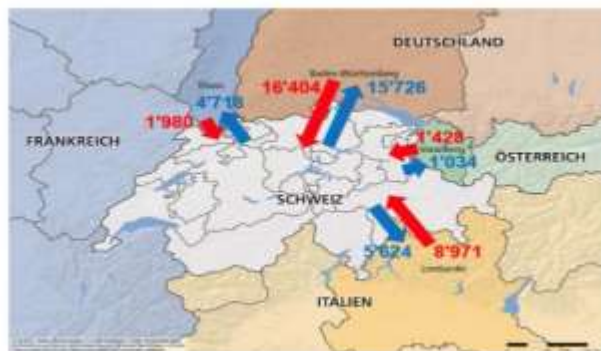 DEUTSCHLAND
Baden-Württemberg
16'404
15'726
4'718
1'980
FRANKREICH
1'428
1'034
ÖSTERREICH
SCHWEIZ
5'624
8'971
Lombardei
ITALIEN